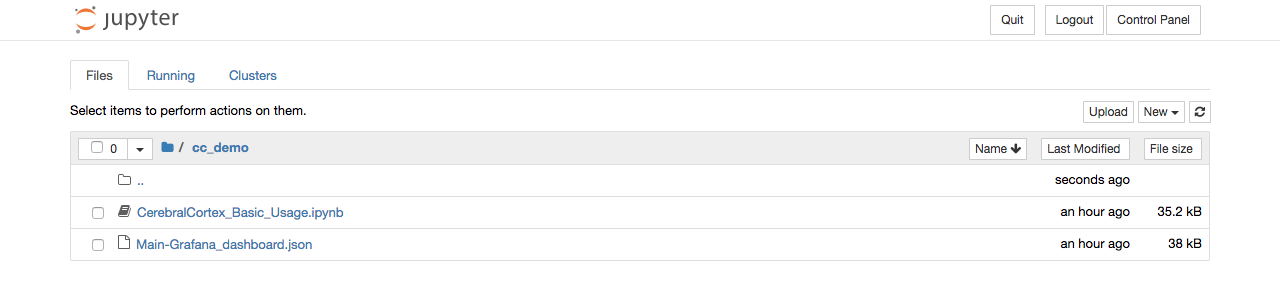 jupyter Quit Logout Control Panel
Files Running Clusters
Select items to perform actions on them. Upload New
0 / cc_demo Name Last Modified File size
.. seconds ago
CerebralCortex_Basic_Usage.ipynb an hour ago 35.2 kB
Main-Grafana_dashboard.json an hour ago 38 kB